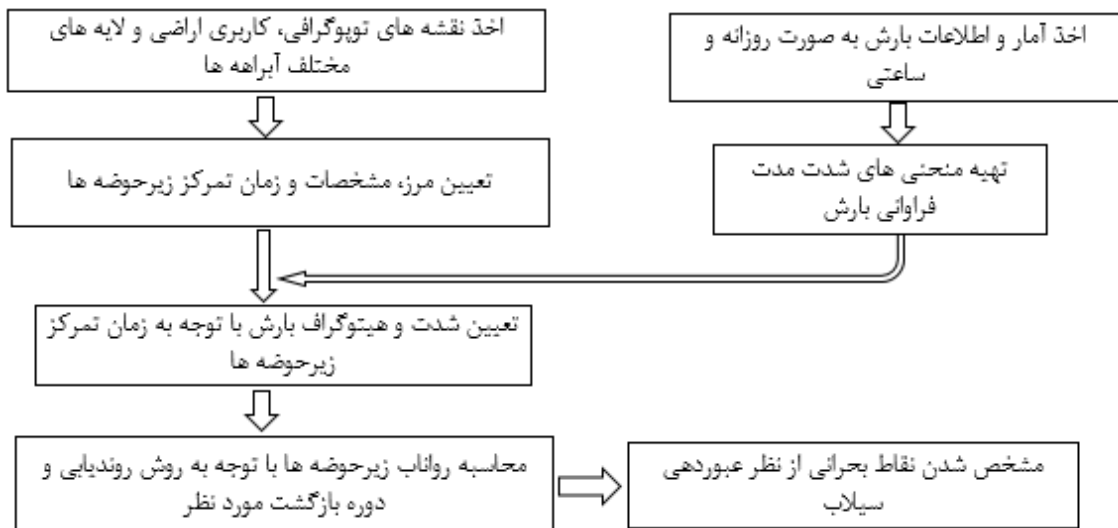 اخذ نقشه های توپوگرافی، کاربری اراضی و لایه های
مختلف آبراهه ها
اخذ آمار و اطلاعات بارش به صورت روزانه و
ساعتی
تعیین مرز، مشخصات و زمان تمرکز زیرحوضه ها
تهیه منحنی های شدت مدت
فراوانی بارش
تعیین شدت و هیتوگراف بارش با توجه به زمان تمرکز
زیرحوضه ها
محاسبه رواناب زیرحوضه ها با توجه به روش روندیابی و
دوره بازگشت مورد نظر
مشخص شدن نقاط بحرانی از نظر عبوردهی
سیلاب